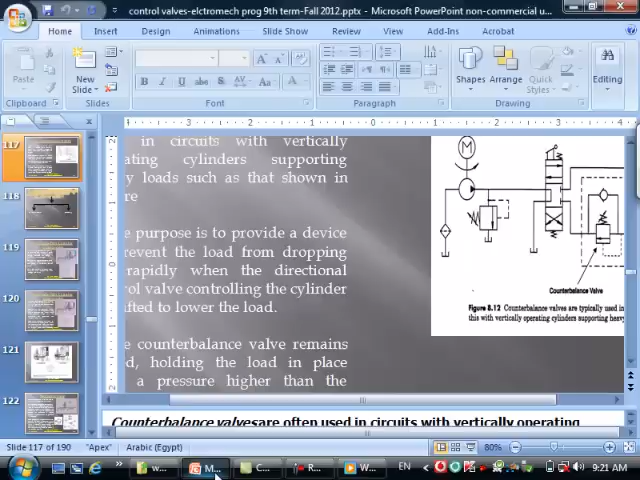 control valves-elctromech prog 9th term-Fall 2012.pptx - Microsoft PowerPoint non-commercial u...
Home Insert Design Animations Slide Show Review View Add-Ins Acrobat
Paste
New
Slides
Shapes Arrange Quick
Styles
Editing
Clipboard Slides Font Paragraph Drawing
117
118
119
120
121
122
in circuits with vertically
ating cylinders supporting
y loads such as that shown in
re
e purpose is to provide a device
revent the load from dropping
rapidly when the directional
rol valve controlling the cylinder
ifted to lower the load.
e counterbalance valve remains
d, holding the load in place
a pressure higher than the
M
Counterbalance Valve
Figure 8.12 Counterbalance valves are typically used in
this with vertically operating cylinders supporting heavy
Counterbalance valves are often used in circuits with vertically operating
Slide 117 of 190 "Apex" Arabic (Egypt) 80%
w... M... C... R... W... EN 9:21 AM